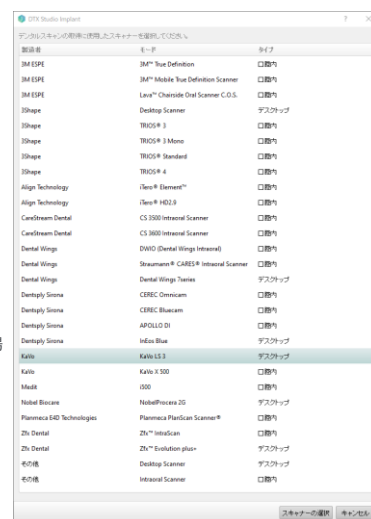 DTX Studio Implant ? ×
デンタルスキャンの取得に使用したスキャナーを選択してください。
製造者 モード タイプ
3M ESPE 3M™ True Definition 口腔内
3M ESPE 3M™ Mobile True Definition Scanner 口腔内
3M ESPE Lava™ Chairside Oral Scanner C.O.S. 口腔内
3Shape Desktop Scanner デスクトップ
3Shape TRIOS® 3 口腔内
3Shape TRIOS® 3 Mono 口腔内
3Shape TRIOS® Standard 口腔内
3Shape TRIOS® 4 口腔内
Align Technology iTero® Element™ 口腔内
Align Technology iTero® HD2.9 口腔内
CareStream Dental CS 3500 Intraoral Scanner 口腔内
CareStream Dental CS 3600 Intraoral Scanner 口腔内
Dental Wings DWIO (Dental Wings Intraoral) 口腔内
Dental Wings Straumann® CARES® Intraoral Scanner 口腔内
Dental Wings Dental Wings 7series デスクトップ
Dentsply Sirona CEREC Omnicam 口腔内
Dentsply Sirona CEREC Bluecam 口腔内
Dentsply Sirona APOLLO DI 口腔内
Dentsply Sirona InEos Blue デスクトップ
KaVo KaVo LS 3 デスクトップ
KaVo KaVo X 500 口腔内
Medit i500 口腔内
Nobel Biocare NobelProcera 2G デスクトップ
Planmeca E4D Technologies Planmeca PlanScan Scanner® 口腔内
Zfx Dental Zfx™ IntraScan 口腔内
Zfx Dental Zfx™ Evolution plus+ デスクトップ
その他 Desktop Scanner デスクトップ
その他 Intraoral Scanner 口腔内
スキャナーの選択 キャンセル